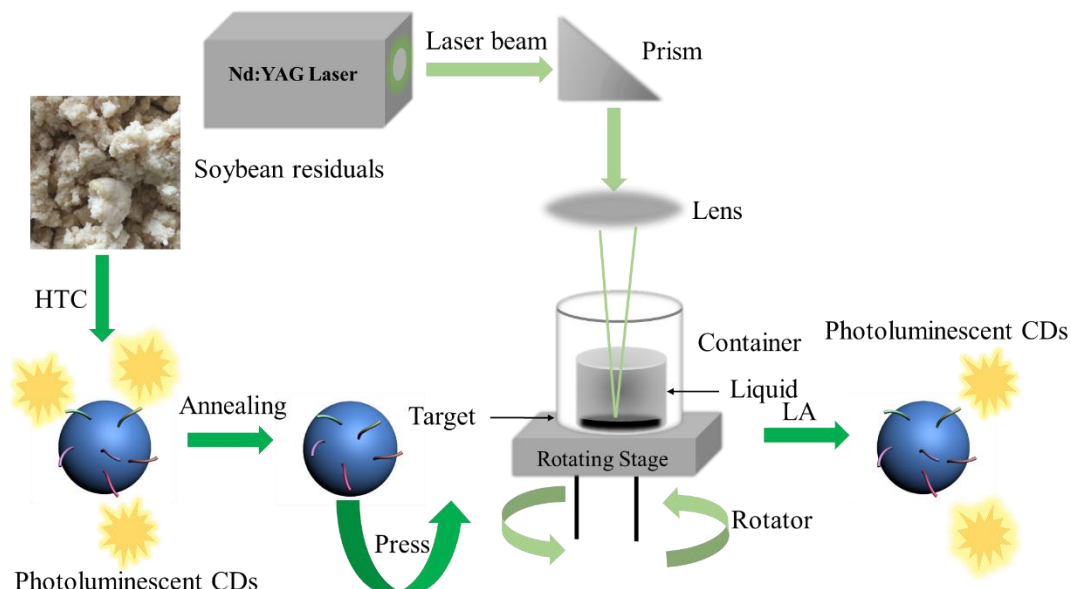 Laser beam
Prism
Nd:YAG Laser
Soybean residuals
Lens
HTC
Photoluminescent CDs
Container
Liquid
Annealing
Target
LA
Rotating Stage
Press
Rotator
Photoluminescent CDs